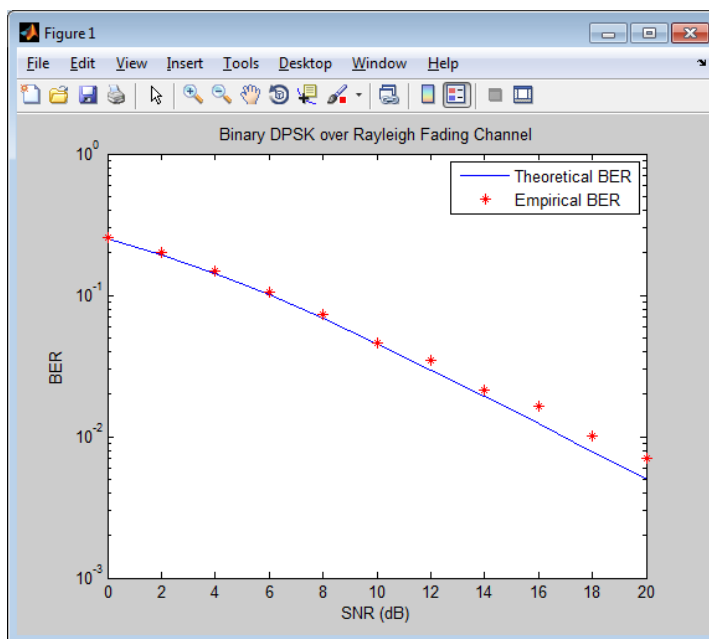 Figure 1
File Edit View Insert Tools Desktop Window Help
Binary DPSK over Rayleigh Fading Channel
Theoretical BER
Empirical BER
10^0
10^-1
10^-2
10^-3
BER
0 2 4 6 8 10 12 14 16 18 20
SNR (dB)